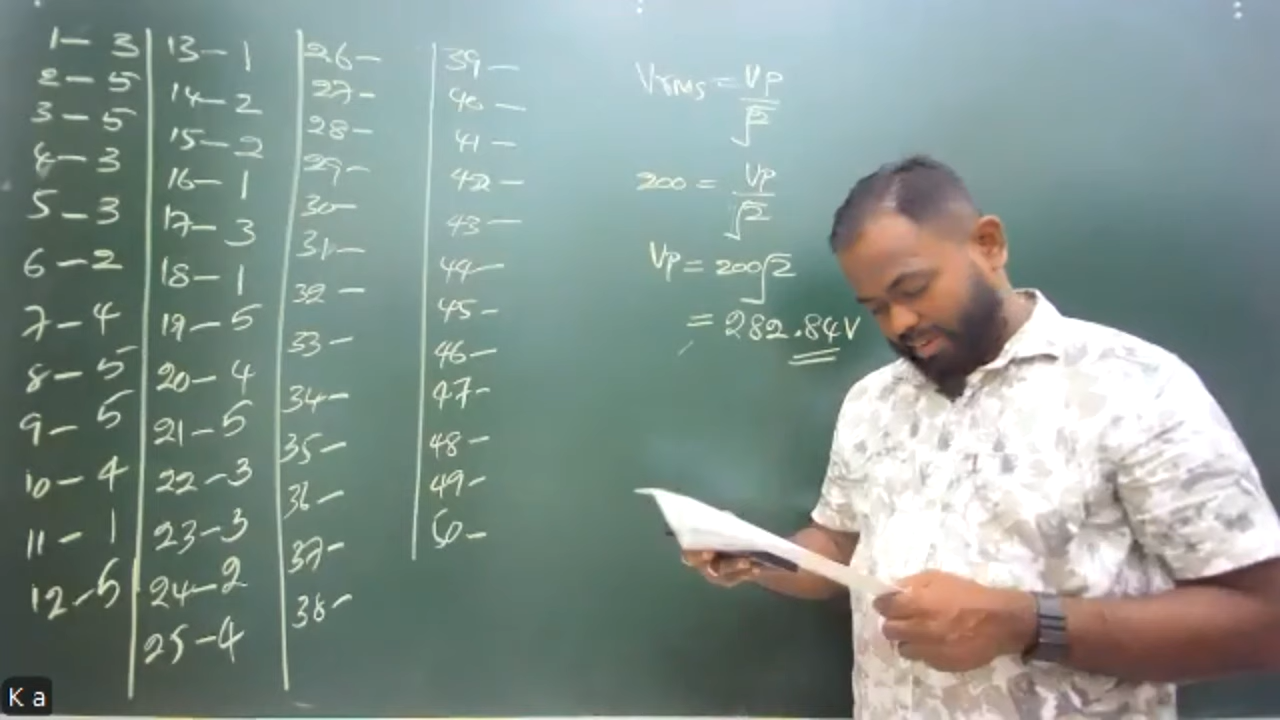 1- 3
2 - 5
3 - 5
4 - 3
5 - 3
6 - 2
7 - 4
8 - 5
9 - 5
10 - 4
11 - 1
12 - 5
13 - 1
14 - 2
15 - 2
16 - 1
17 - 3
18 - 1
19 - 5
20 - 4
21 - 5
22 - 3
23 - 3
24 - 2
25 - 4
26 -
27 -
28 -
29 -
30 -
31 -
32 -
33 -
34 -
35 -
36 -
37 -
38 -
39 -
40 -
41 -
42 -
43 -
44 -
45 -
46 -
47 -
48 -
49 -
50 -
Vrms = Vp/√2
200 = Vp/√2
Vp = 200√2
= 282.84V
K a